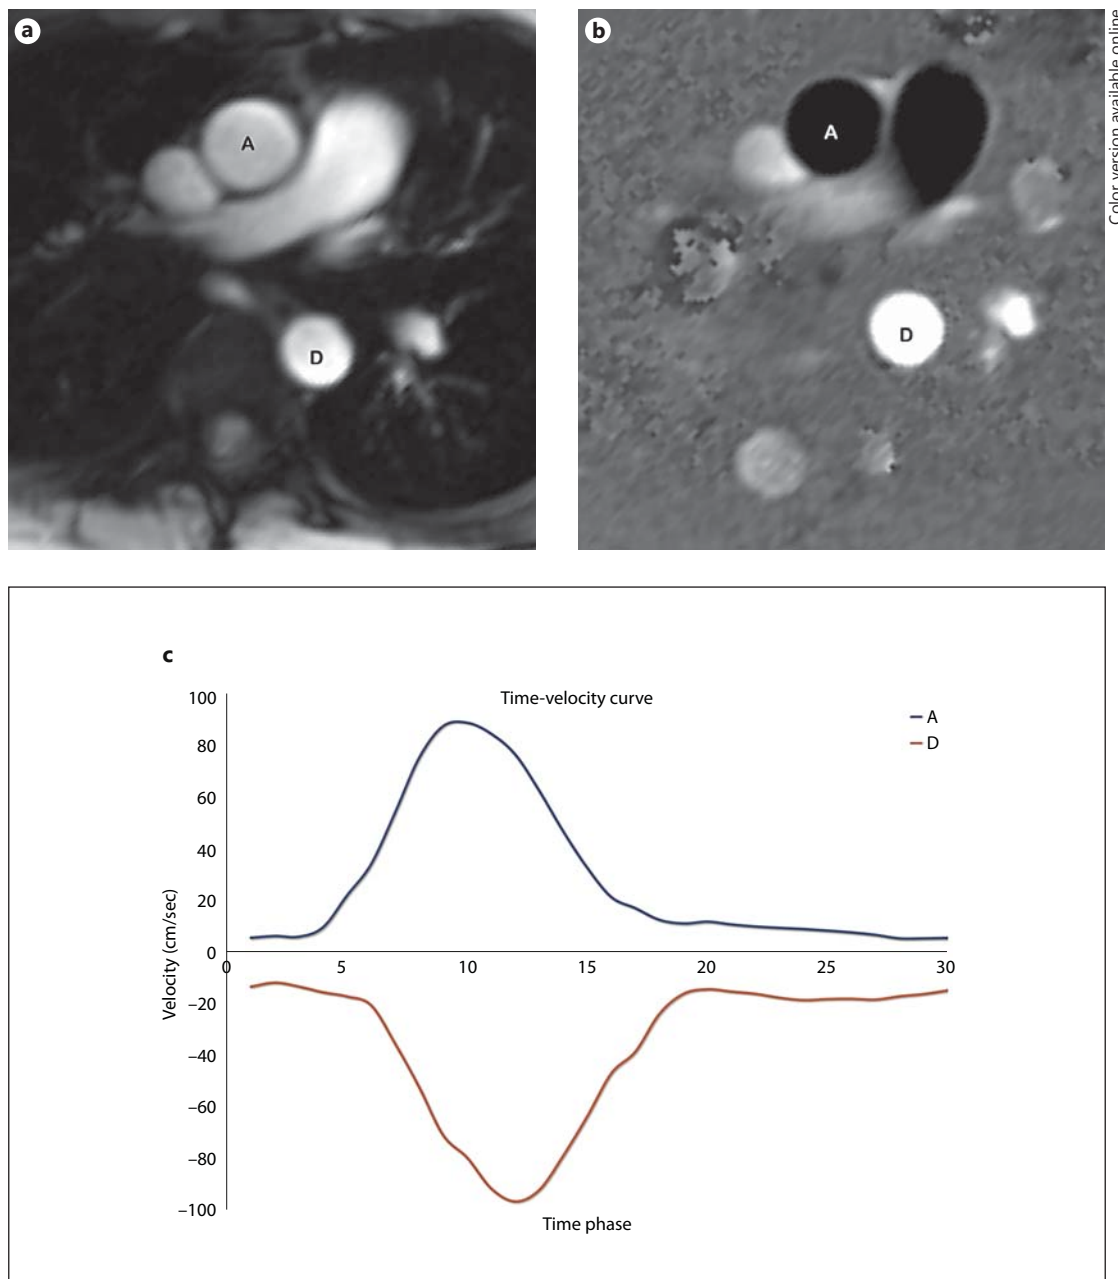 a
A
D
b
A
D
Color version available online
c
Time-velocity curve
A
D
Velocity (cm/sec)
100
80
60
40
20
0
–20
–40
–60
–80
–100
0 5 10 15 20 25 30
Time phase